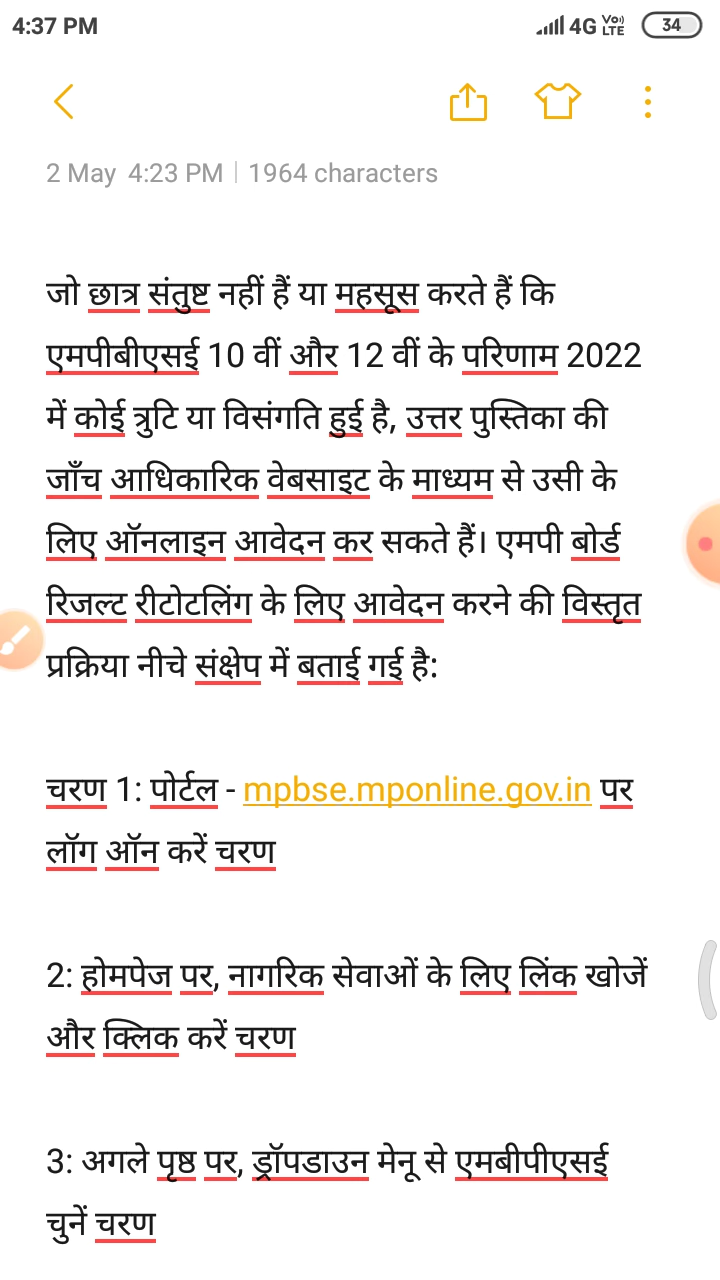 4:37 PM 4G Vo)) LTE 34
2 May 4:23 PM | 1964 characters
जो छात्र संतुष्ट नहीं हैं या महसूस करते हैं कि
एमपीबीएसई 10 वीं और 12 वीं के परिणाम 2022
में कोई त्रुटि या विसंगति हुई है, उत्तर पुस्तिका की
जाँच आधिकारिक वेबसाइट के माध्यम से उसी के
लिए ऑनलाइन आवेदन कर सकते हैं। एमपी बोर्ड
रिजल्ट रीटोटलिंग के लिए आवेदन करने की विस्तृत
प्रक्रिया नीचे संक्षेप में बताई गई है:
चरण 1: पोर्टल - mpbse.mponline.gov.in पर
लॉग ऑन करें चरण
2: होमपेज पर, नागरिक सेवाओं के लिए लिंक खोजें
और क्लिक करें चरण
3: अगले पृष्ठ पर, ड्रॉपडाउन मेनू से एमबीपीएसई
चुनें चरण